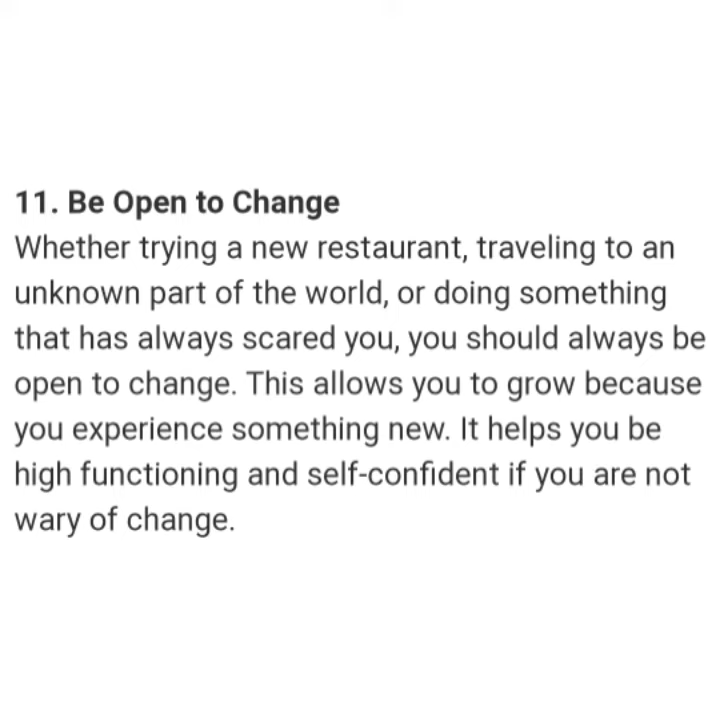 11. Be Open to Change
Whether trying a new restaurant, traveling to an
unknown part of the world, or doing something
that has always scared you, you should always be
open to change. This allows you to grow because
you experience something new. It helps you be
high functioning and self-confident if you are not
wary of change.